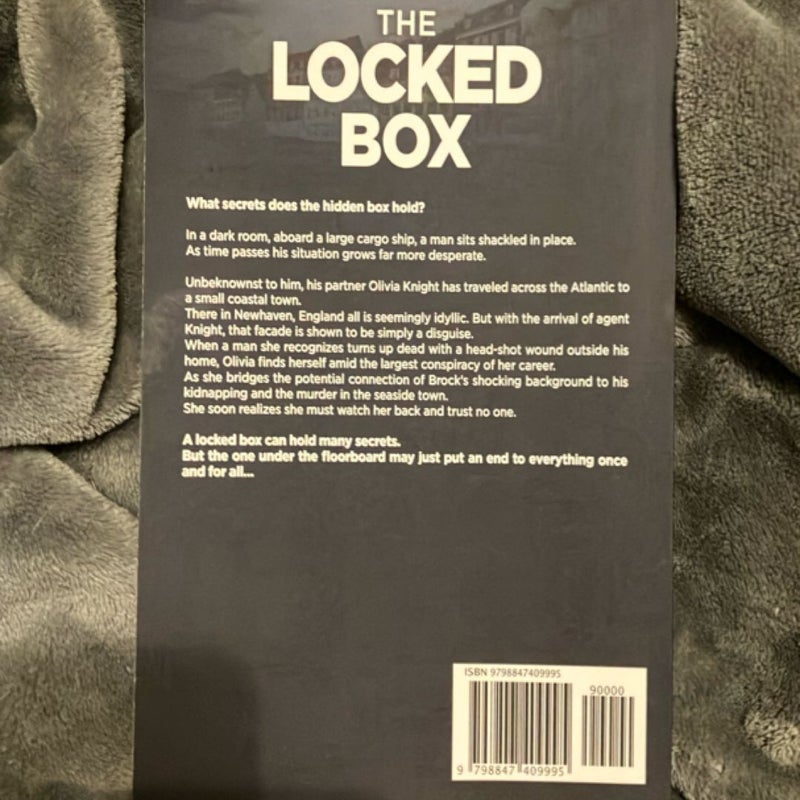 THE
LOCKED
BOX
What secrets does the hidden box hold?
In a dark room, aboard a large cargo ship, a man sits shackled in place.
As time passes his situation grows far more desperate.
Unbeknownst to him, his partner Olivia Knight has traveled across the Atlantic to
a small coastal town.
There in Newhaven, England all is seemingly idyllic. But with the arrival of agent
Knight, that facade is shown to be simply a disguise.
When a man she recognizes turns up dead with a head-shot wound outside his
home, Olivia finds herself amid the largest conspiracy of her career.
As she bridges the potential connection of Brock's shocking background to his
kidnapping and the murder in the seaside town.
She soon realizes she must watch her back and trust no one.
A locked box can hold many secrets.
But the one under the floorboard may just put an end to everything once
and for all...
ISBN 9798847409995
90000
9 798847 409995